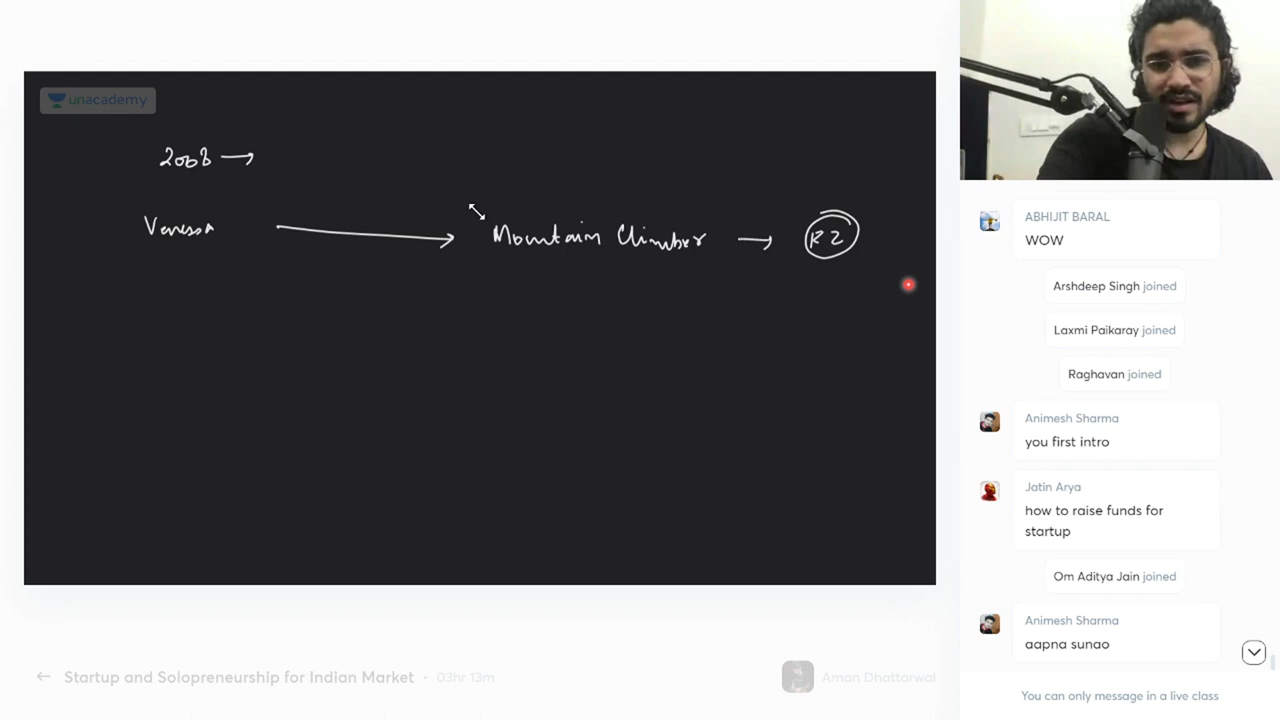 unacademy
2008 →
Venessa → Mountain Climber → K2
ABHIJIT BARAL
WOW
Arshdeep Singh joined
Laxmi Paikaray joined
Raghavan joined
Animesh Sharma
you first intro
Jatin Arya
how to raise funds for
startup
Om Aditya Jain joined
Animesh Sharma
aapna sunao
You can only message in a live class
← Startup and Solopreneurship for Indian Market • 03hr 13m
Aman Dhattarwal